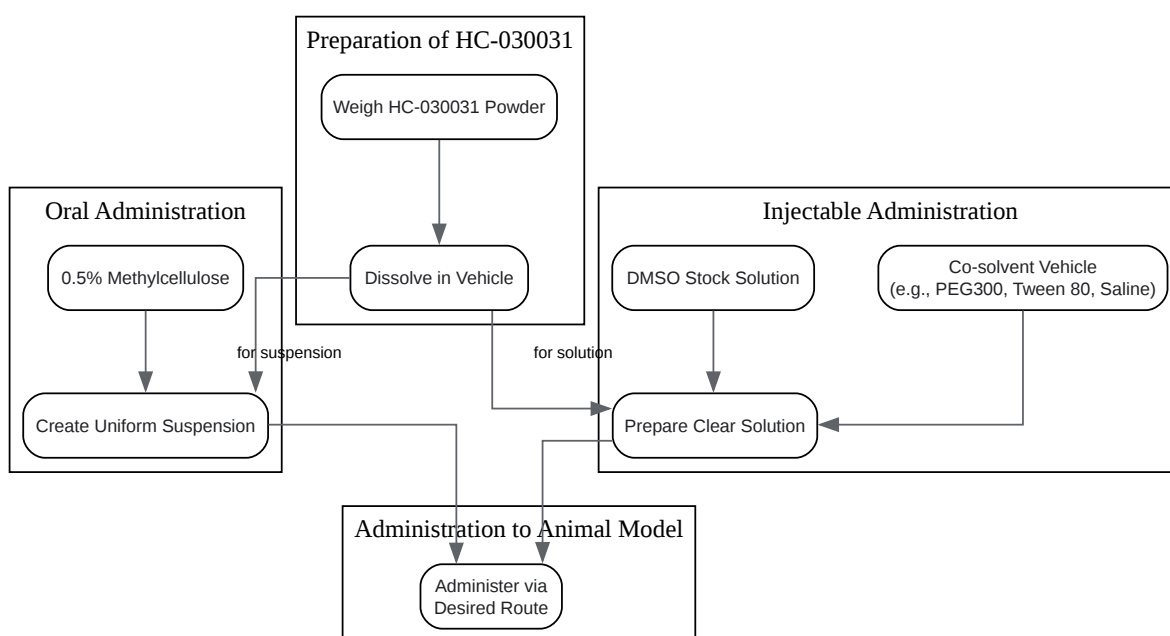 Preparation of HC-030031
Weigh HC-030031 Powder
Oral Administration
Injectable Administration
0.5% Methylcellulose
Dissolve in Vehicle
DMSO Stock Solution
Co-solvent Vehicle
(e.g., PEG300, Tween 80, Saline)
for suspension
for solution
Create Uniform Suspension
Prepare Clear Solution
Administration to Animal Model
Administer via
Desired Route